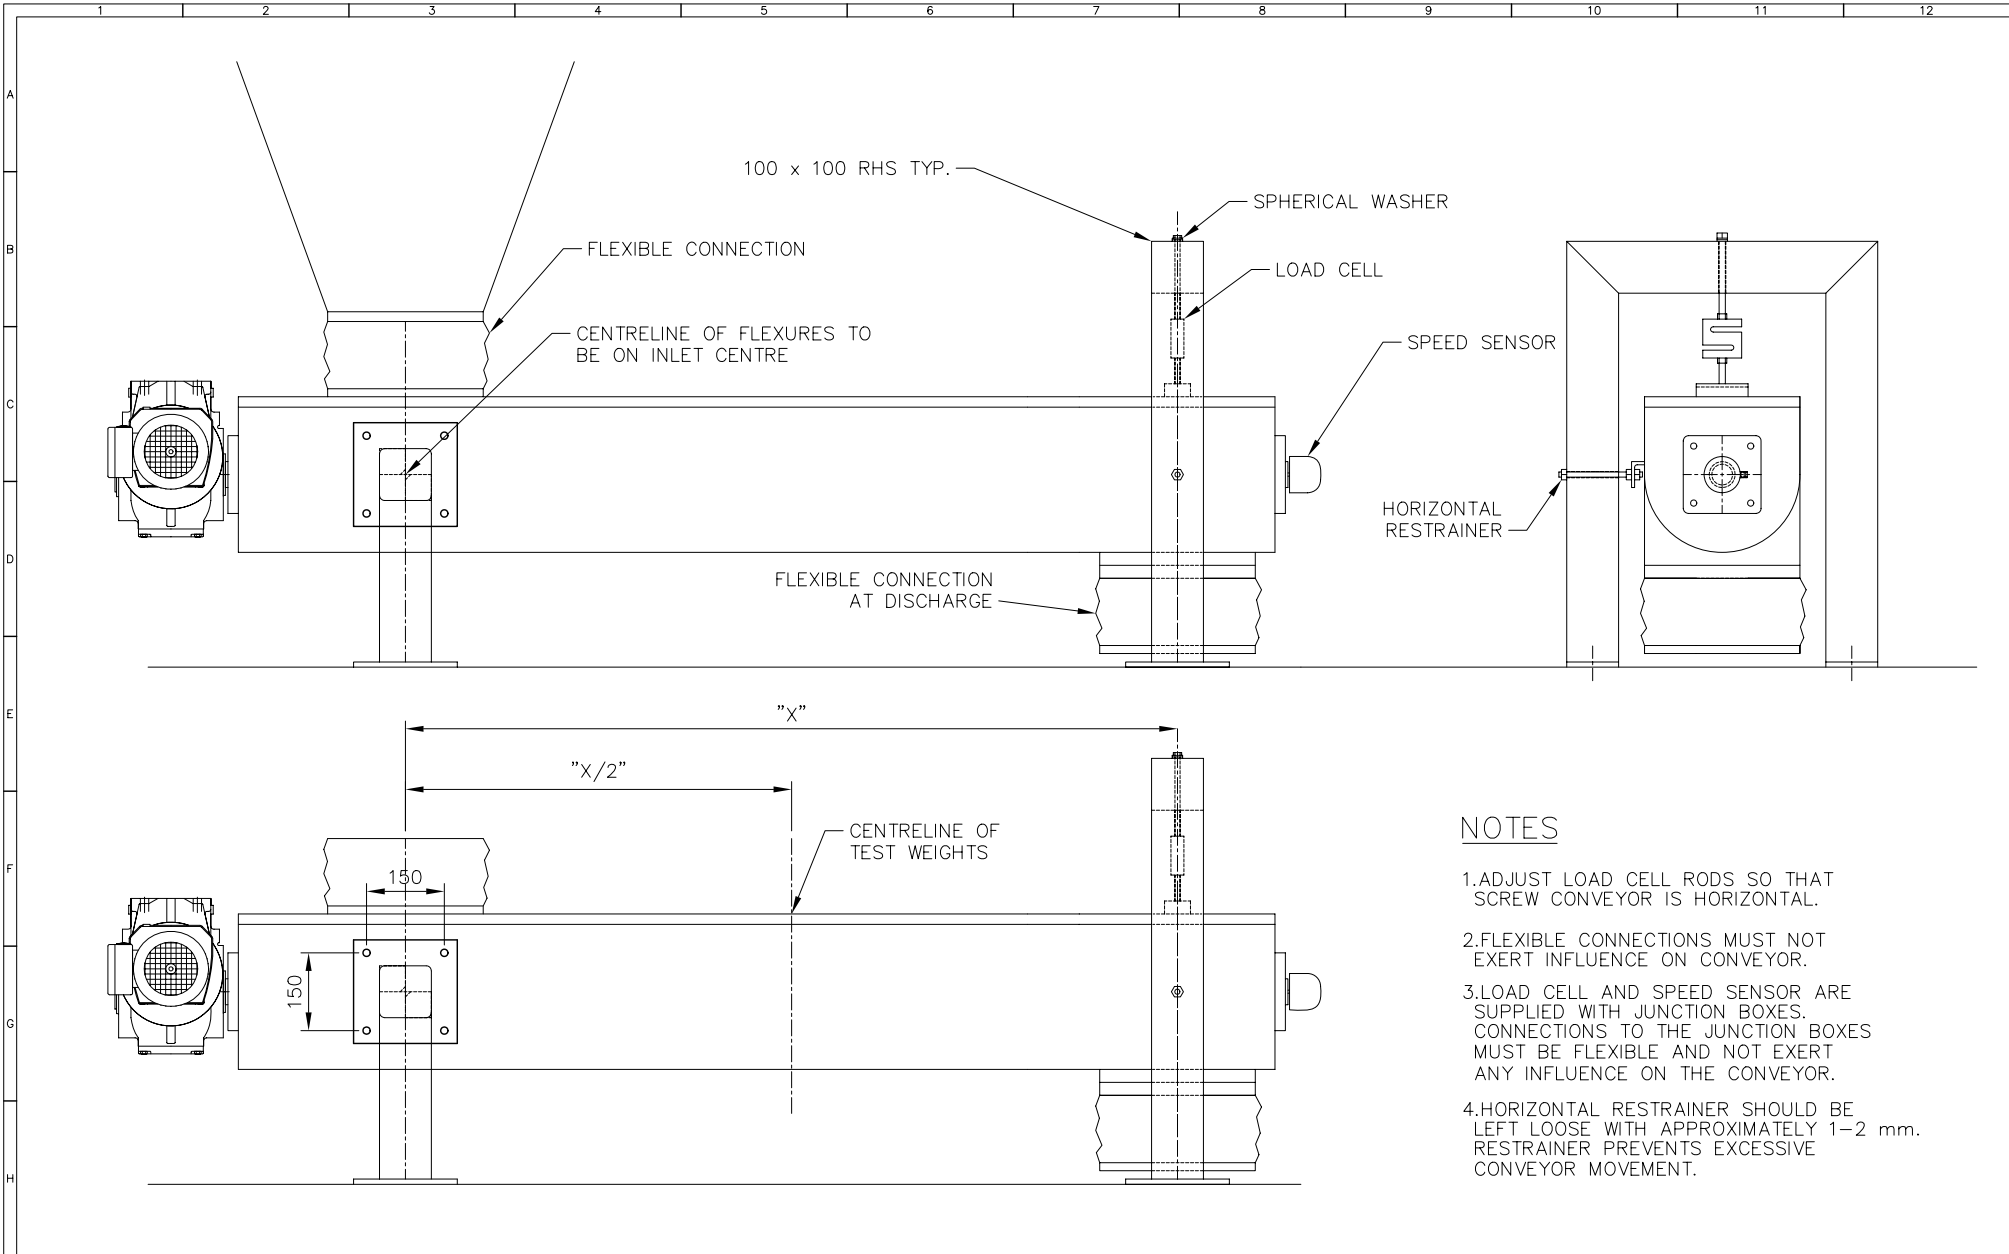 1 2 3 4 5 6 7 8 9 10 11 12
A
B
C
D
E
F
G
H
100 x 100 RHS TYP.
SPHERICAL WASHER
FLEXIBLE CONNECTION
LOAD CELL
CENTRELINE OF FLEXURES TO
BE ON INLET CENTRE
SPEED SENSOR
HORIZONTAL
RESTRAINER
FLEXIBLE CONNECTION
AT DISCHARGE
"X"
"X/2"
CENTRELINE OF
TEST WEIGHTS
150
150
NOTES
1.ADJUST LOAD CELL RODS SO THAT
SCREW CONVEYOR IS HORIZONTAL.
2.FLEXIBLE CONNECTIONS MUST NOT
EXERT INFLUENCE ON CONVEYOR.
3.LOAD CELL AND SPEED SENSOR ARE
SUPPLIED WITH JUNCTION BOXES.
CONNECTIONS TO THE JUNCTION BOXES
MUST BE FLEXIBLE AND NOT EXERT
ANY INFLUENCE ON THE CONVEYOR.
4.HORIZONTAL RESTRAINER SHOULD BE
LEFT LOOSE WITH APPROXIMATELY 1-2 mm.
RESTRAINER PREVENTS EXCESSIVE
CONVEYOR MOVEMENT.